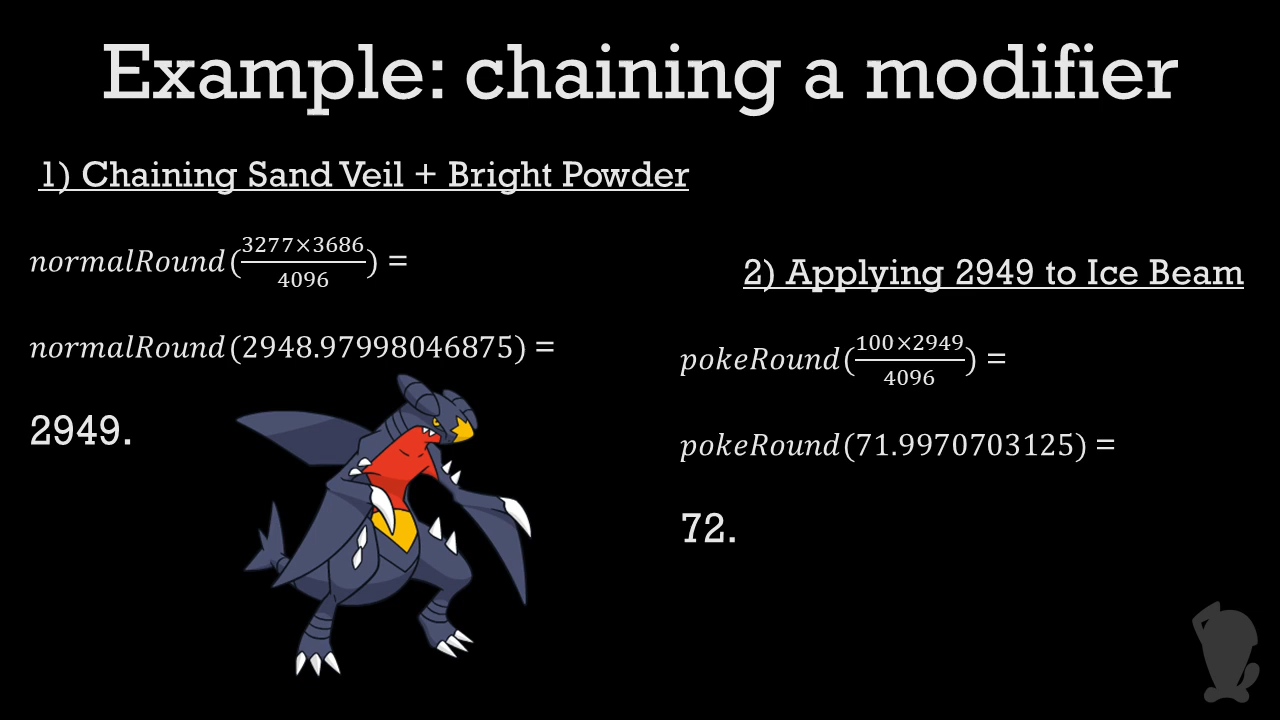 Example: chaining a modifier
1) Chaining Sand Veil + Bright Powder
normalRound(3277×3686/4096) =
normalRound(2948.97998046875) =
2949.
2) Applying 2949 to Ice Beam
pokeRound(100×2949/4096) =
pokeRound(71.9970703125) =
72.